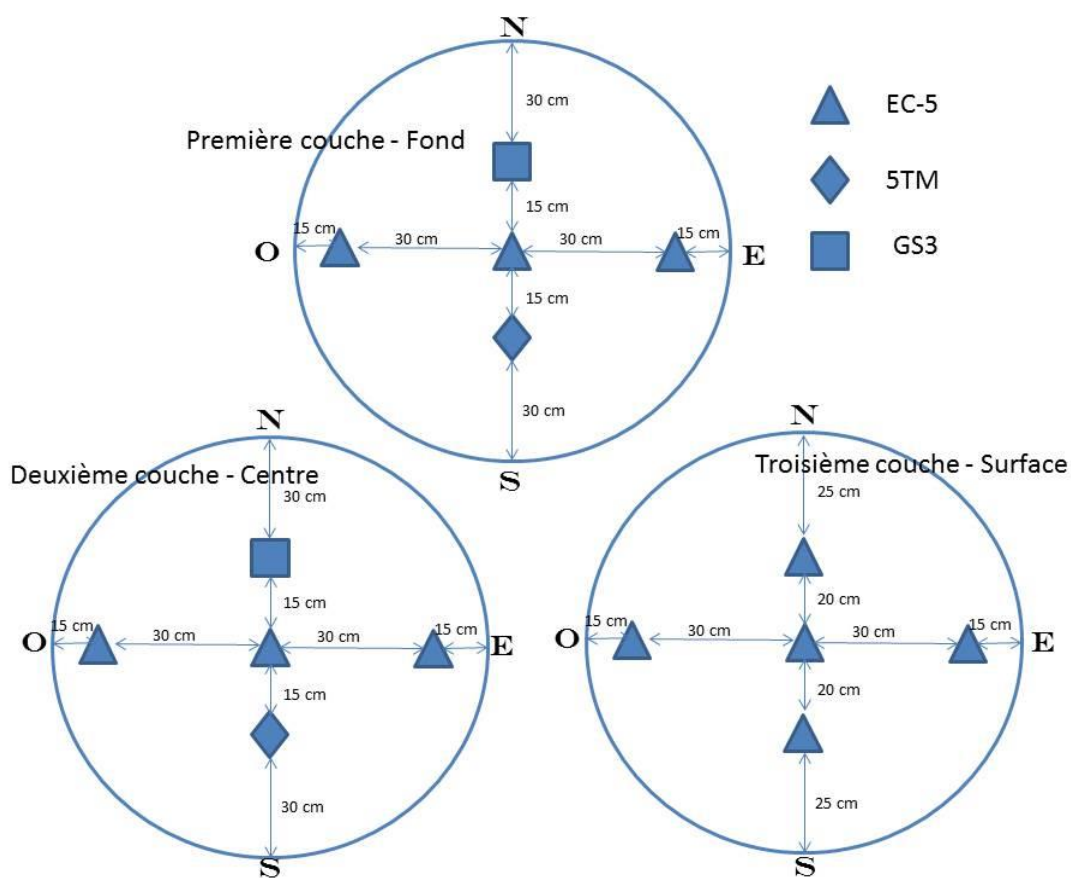 N
30 cm
EC-5
Première couche - Fond
5TM
15 cm
GS3
15 cm
30 cm
30 cm
15 cm
O
E
15 cm
30 cm
S
N
Deuxième couche - Centre
30 cm
15 cm
15 cm
30 cm
30 cm
15 cm
O
E
15 cm
30 cm
S
N
Troisième couche - Surface
25 cm
20 cm
15 cm
30 cm
30 cm
15 cm
O
E
20 cm
25 cm
S